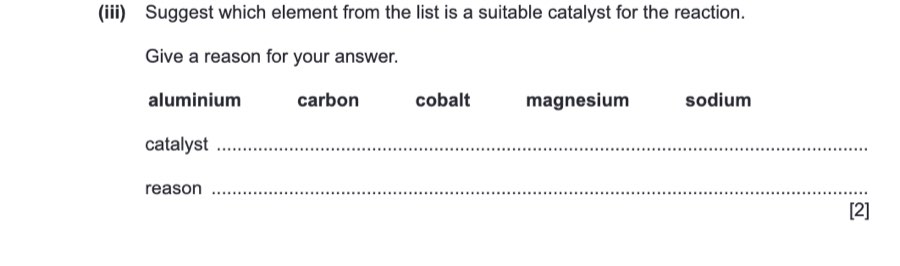 (iii) Suggest which element from the list is a suitable catalyst for the reaction.
Give a reason for your answer.
aluminium carbon cobalt magnesium sodium
catalyst ..............................................................................................................................
reason ...............................................................................................................................
[2]